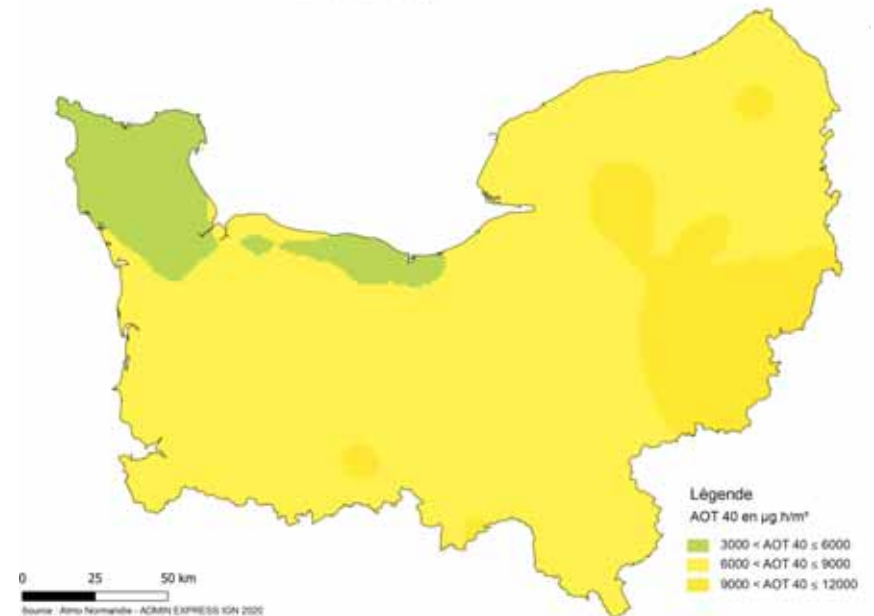 Légende
AOT 40 en µg.h/m³
3000 < AOT 40 ≤ 6000
6000 < AOT 40 ≤ 9000
9000 < AOT 40 ≤ 12000
0 25 50 km
Source : Atmo Normandie - ADMIN EXPRESS IGN 2020